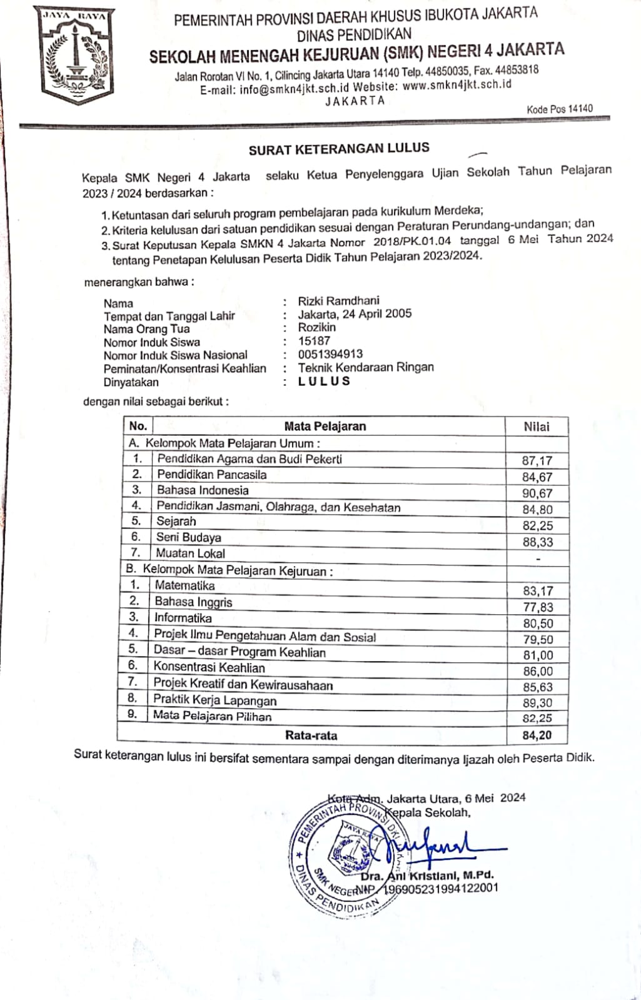 JAYA RAYA
PEMERINTAH PROVINSI DAERAH KHUSUS IBUKOTA JAKARTA
DINAS PENDIDIKAN
SEKOLAH MENENGAH KEJURUAN (SMK) NEGERI 4 JAKARTA
Jalan Rorotan VI No. 1, Cilincing Jakarta Utara 14140 Telp. 44850035, Fax. 44853818
E-mail: info@smkn4jkt.sch.id Website: www.smkn4jkt.sch.id
JAKARTA
Kode Pos 14140
SURAT KETERANGAN LULUS
Kepala SMK Negeri 4 Jakarta selaku Ketua Penyelenggara Ujian Sekolah Tahun Pelajaran
2023 / 2024 berdasarkan :
1. Ketuntasan dari seluruh program pembelajaran pada kurikulum Merdeka;
2. Kriteria kelulusan dari satuan pendidikan sesuai dengan Peraturan Perundang-undangan; dan
3. Surat Keputusan Kepala SMKN 4 Jakarta Nomor 2018/PK.01.04 tanggal 6 Mei Tahun 2024
tentang Penetapan Kelulusan Peserta Didik Tahun Pelajaran 2023/2024.
menerangkan bahwa :
Nama : Rizki Ramdhani
Tempat dan Tanggal Lahir : Jakarta, 24 April 2005
Nama Orang Tua : Rozikin
Nomor Induk Siswa : 15187
Nomor Induk Siswa Nasional : 0051394913
Peminatan/Konsentrasi Keahlian : Teknik Kendaraan Ringan
Dinyatakan : L U L U S
dengan nilai sebagai berikut :
No. Mata Pelajaran Nilai
A. Kelompok Mata Pelajaran Umum :
1. Pendidikan Agama dan Budi Pekerti 87,17
2. Pendidikan Pancasila 84,67
3. Bahasa Indonesia 90,67
4. Pendidikan Jasmani, Olahraga, dan Kesehatan 84,80
5. Sejarah 82,25
6. Seni Budaya 88,33
7. Muatan Lokal -
B. Kelompok Mata Pelajaran Kejuruan :
1. Matematika 83,17
2. Bahasa Inggris 77,83
3. Informatika 80,50
4. Projek Ilmu Pengetahuan Alam dan Sosial 79,50
5. Dasar – dasar Program Keahlian 81,00
6. Konsentrasi Keahlian 86,00
7. Projek Kreatif dan Kewirausahaan 85,63
8. Praktik Kerja Lapangan 89,30
9. Mata Pelajaran Pilihan 82,25
Rata-rata 84,20
Surat keterangan lulus ini bersifat sementara sampai dengan diterimanya Ijazah oleh Peserta Didik.
Kota Adm. Jakarta Utara, 6 Mei 2024
Kepala Sekolah,
PEMERINTAH PROVINSI DKI
JAYA RAYA
SMK NEGERI
DINAS PENDIDIKAN
Dra. Ani Kristiani, M.Pd.
NIP. 196905231994122001